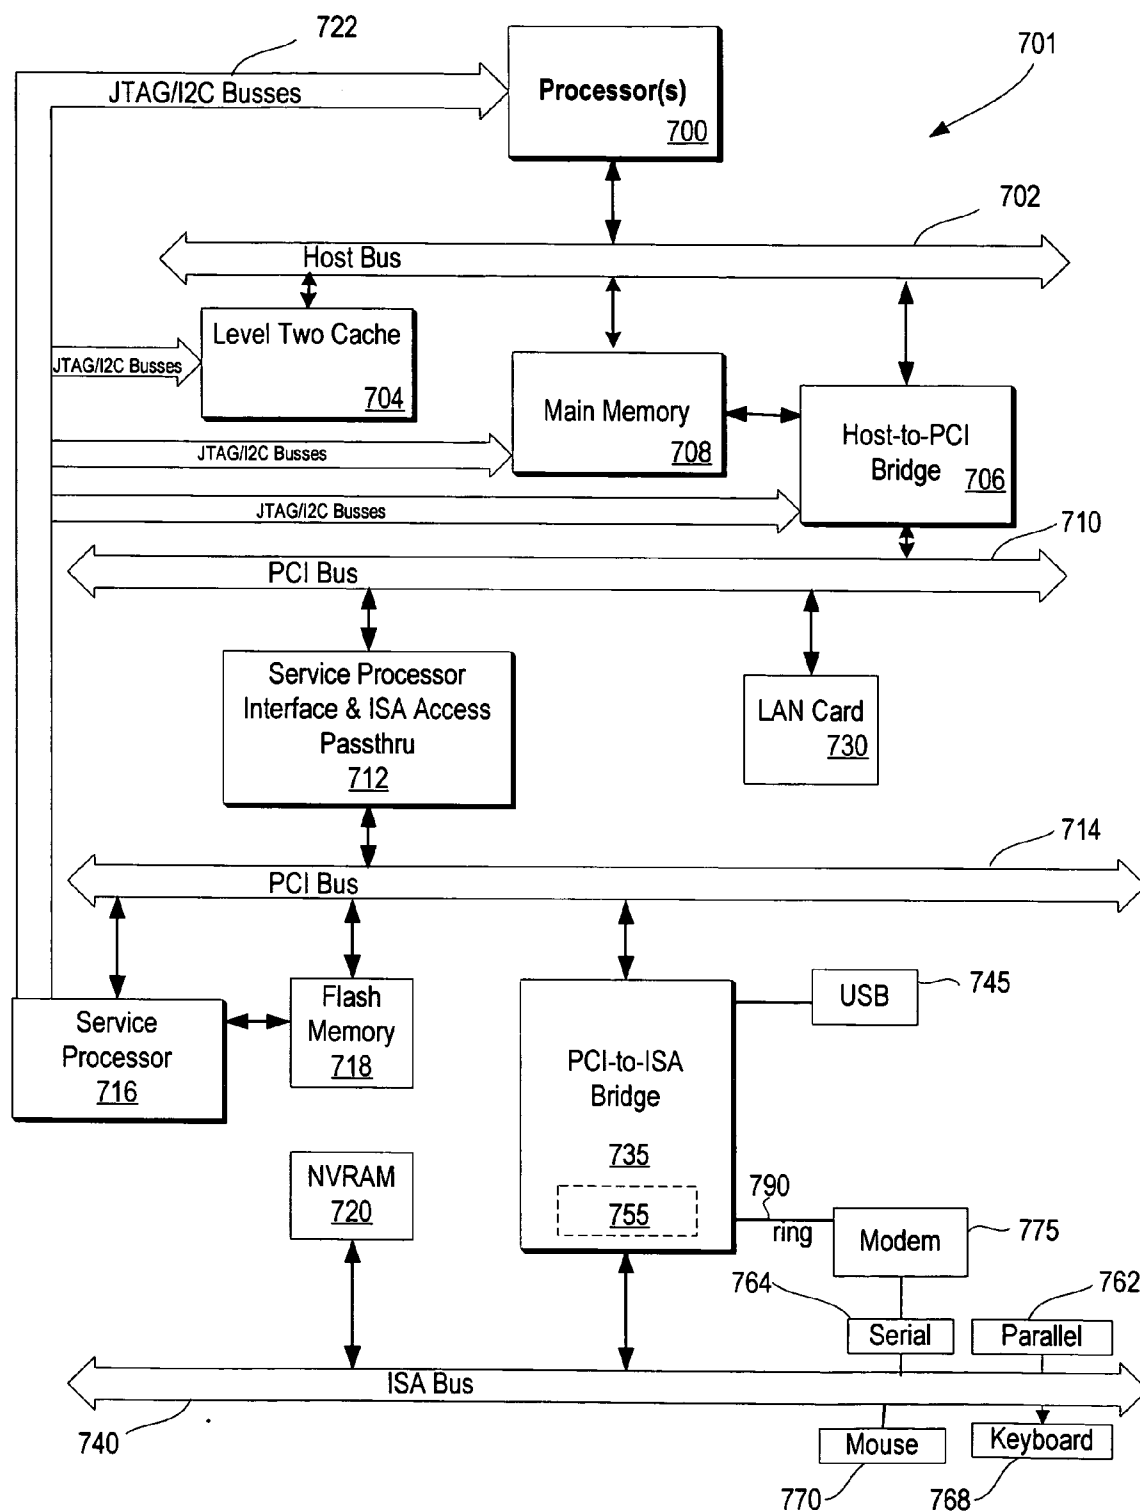 722
701
JTAG/I2C Busses
Processor(s)
700
702
Host Bus
Level Two Cache
704
JTAG/I2C Busses
Main Memory
708
Host-to-PCI
Bridge
706
JTAG/I2C Busses
JTAG/I2C Busses
710
PCI Bus
Service Processor
Interface & ISA Access
Passthru
712
LAN Card
730
714
PCI Bus
Service
Processor
716
Flash
Memory
718
PCI-to-ISA
Bridge
735
755
USB
745
NVRAM
720
790
ring
Modem
775
764
762
Serial
Parallel
ISA Bus
740
Mouse
Keyboard
770
768